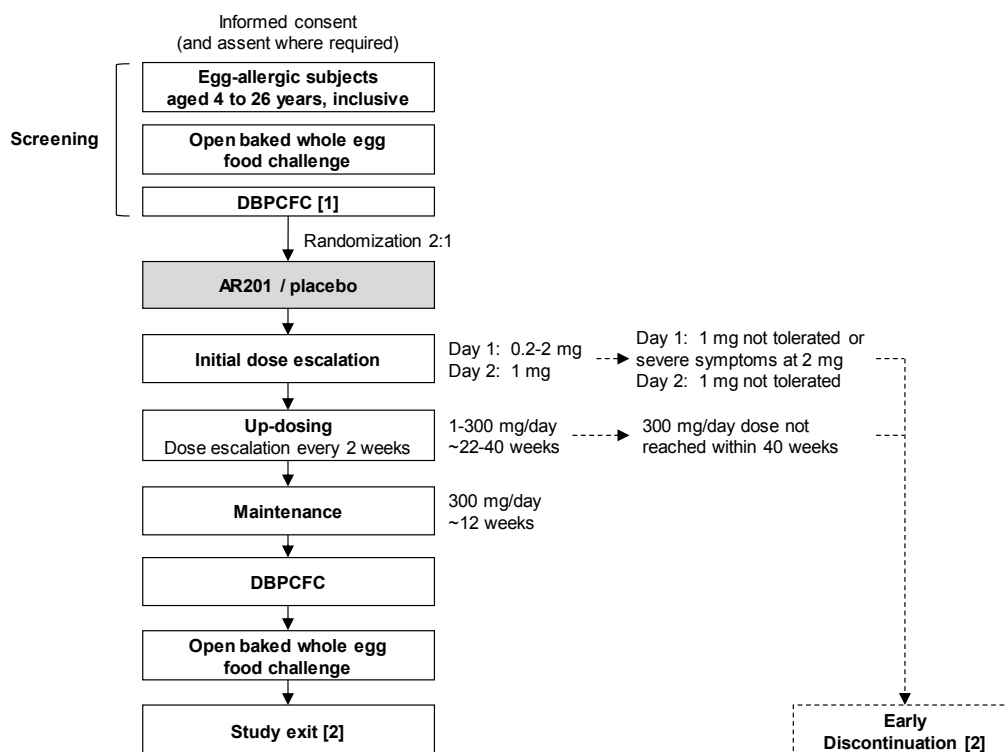 Informed consent
(and assent where required)
Screening
Egg-allergic subjects
aged 4 to 26 years, inclusive
Open baked whole egg
food challenge
DBPCFC [1]
Randomization 2:1
AR201 / placebo
Initial dose escalation
Day 1:  0.2-2 mg
Day 2:  1 mg
Day 1:  1 mg not tolerated or
severe symptoms at 2 mg
Day 2:  1 mg not tolerated
Up-dosing
Dose escalation every 2 weeks
1-300 mg/day
~22-40 weeks
300 mg/day dose not
reached within 40 weeks
Maintenance
300 mg/day
~12 weeks
DBPCFC
Open baked whole egg
food challenge
Study exit [2]
Early
Discontinuation [2]